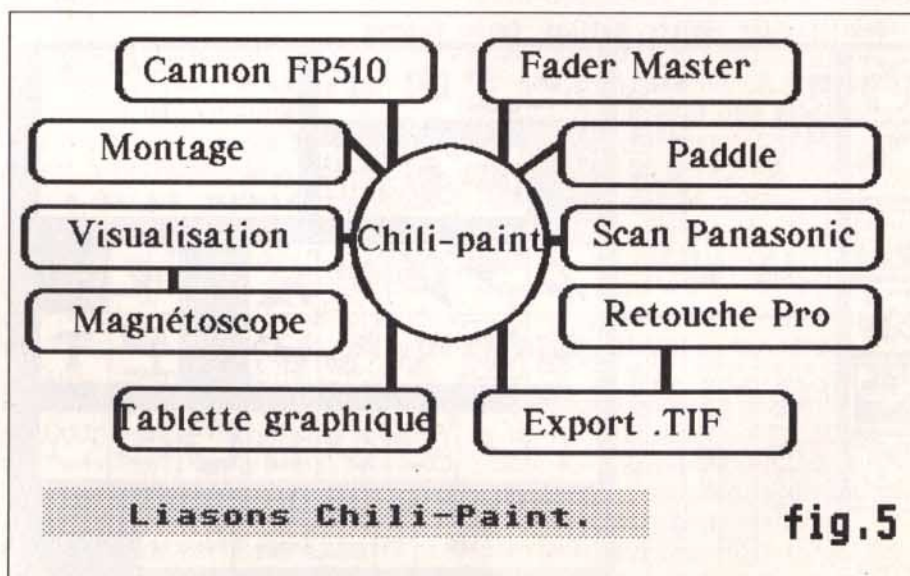 Cannon FP510
Fader Master
Montage
Paddle
Visualisation
Chili-paint
Scan Panasonic
Magnétoscope
Retouche Pro
Tablette graphique
Export .TIF
Liasons Chili-Paint.
fig.5